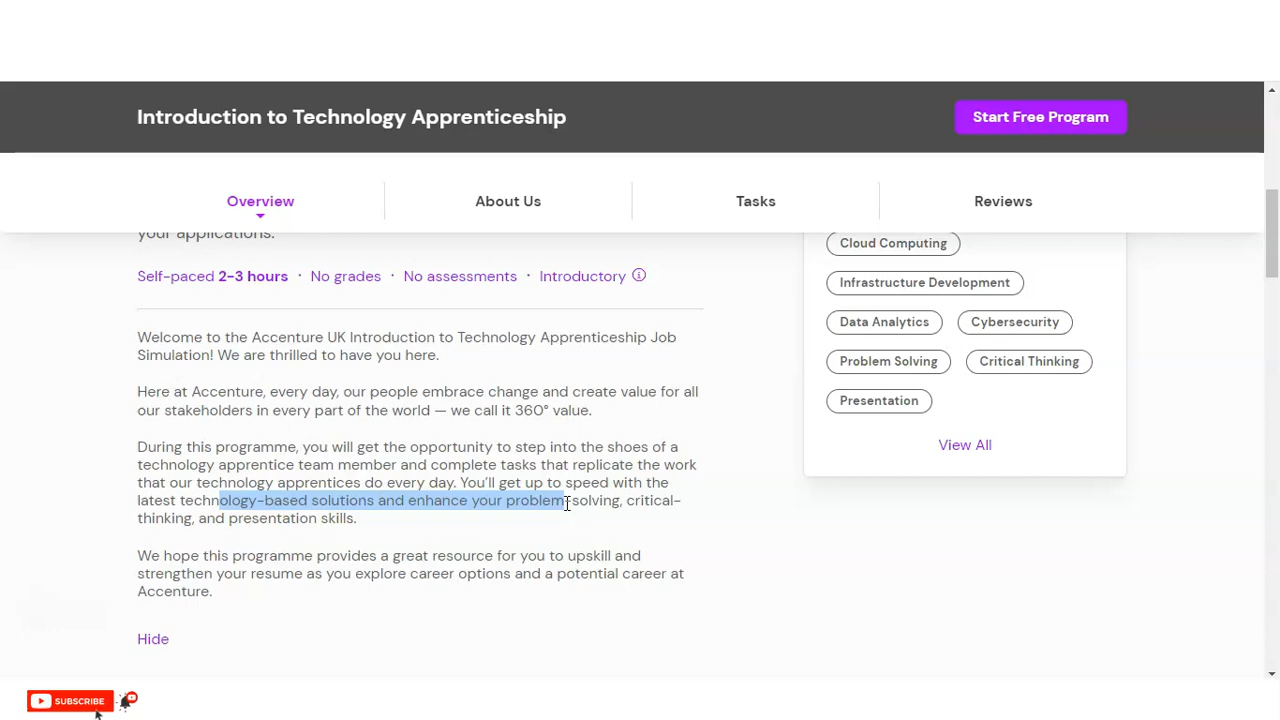 Introduction to Technology Apprenticeship
Start Free Program
Overview
About Us
Tasks
Reviews
your applications.
Self-paced 2-3 hours · No grades · No assessments · Introductory
Welcome to the Accenture UK Introduction to Technology Apprenticeship Job
Simulation! We are thrilled to have you here.
Here at Accenture, every day, our people embrace change and create value for all
our stakeholders in every part of the world — we call it 360° value.
During this programme, you will get the opportunity to step into the shoes of a
technology apprentice team member and complete tasks that replicate the work
that our technology apprentices do every day. You'll get up to speed with the
latest technology-based solutions and enhance your problem-solving, critical-
thinking, and presentation skills.
We hope this programme provides a great resource for you to upskill and
strengthen your resume as you explore career options and a potential career at
Accenture.
Hide
Cloud Computing
Infrastructure Development
Data Analytics
Cybersecurity
Problem Solving
Critical Thinking
Presentation
View All
SUBSCRIBE